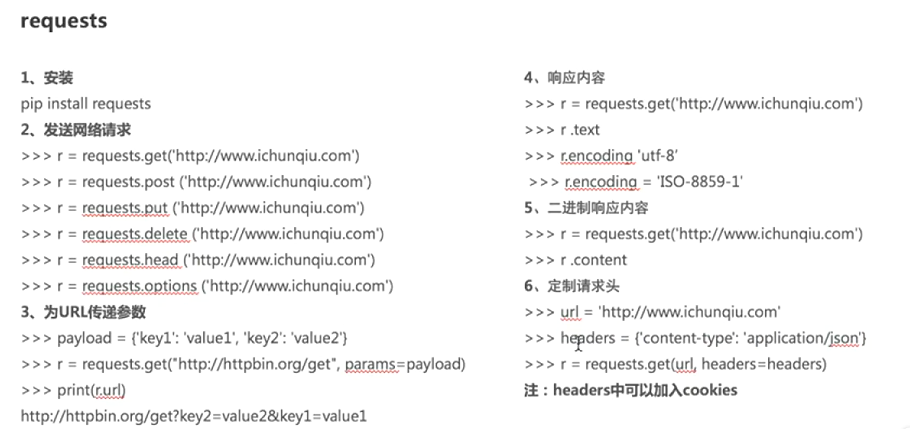 requests
1、安装
pip install requests
2、发送网络请求
>>> r = requests.get('http://www.ichunqiu.com')
>>> r = requests.post ('http://www.ichunqiu.com')
>>> r = requests.put ('http://www.ichunqiu.com')
>>> r = requests.delete ('http://www.ichunqiu.com')
>>> r = requests.head ('http://www.ichunqiu.com')
>>> r = requests.options ('http://www.ichunqiu.com')
3、为URL传递参数
>>> payload = {'key1': 'value1', 'key2': 'value2'}
>>> r = requests.get("http://httpbin.org/get", params=payload)
>>> print(r.url)
http://httpbin.org/get?key2=value2&key1=value1
4、响应内容
>>> r = requests.get('http://www.ichunqiu.com')
>>> r .text
>>> r.encoding 'utf-8'
>>> r.encoding = 'ISO-8859-1'
5、二进制响应内容
>>> r = requests.get('http://www.ichunqiu.com')
>>> r .content
6、定制请求头
>>> url = 'http://www.ichunqiu.com'
>>> headers = {'content-type': 'application/json'}
>>> r = requests.get(url, headers=headers)
注：headers中可以加入cookies